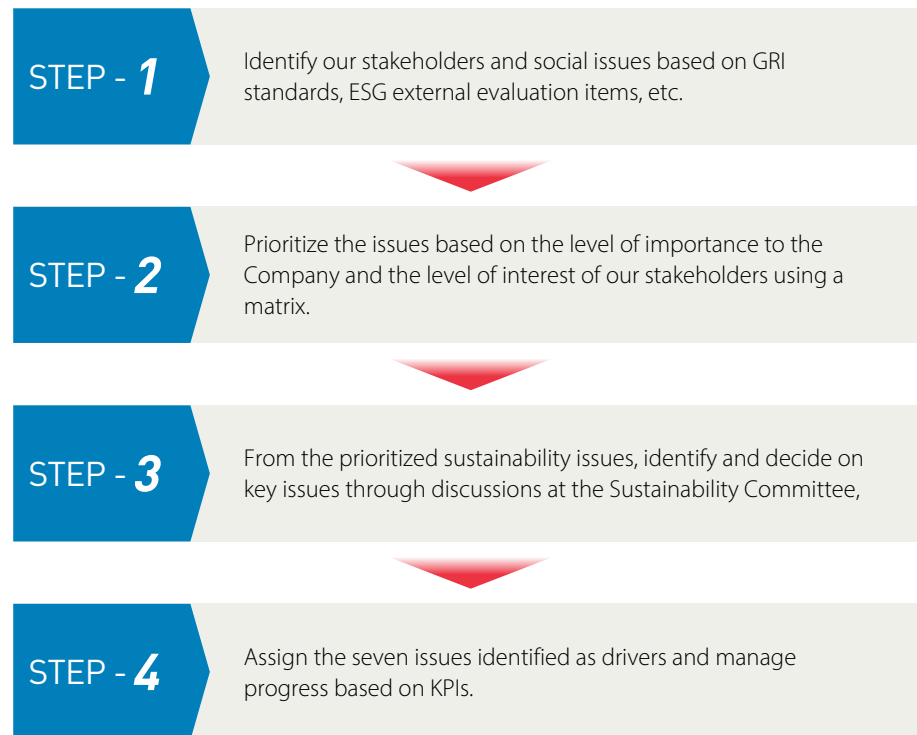 STEP - 1
Identify our stakeholders and social issues based on GRI
standards, ESG external evaluation items, etc.
STEP - 2
Prioritize the issues based on the level of importance to the
Company and the level of interest of our stakeholders using a
matrix.
STEP - 3
From the prioritized sustainability issues, identify and decide on
key issues through discussions at the Sustainability Committee,
STEP - 4
Assign the seven issues identified as drivers and manage
progress based on KPIs.